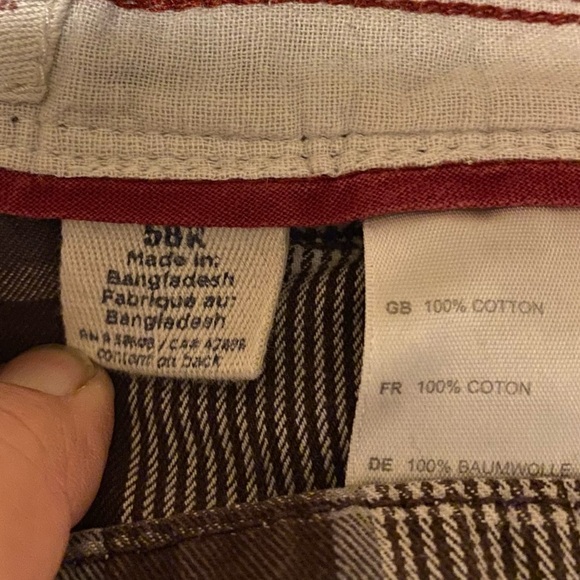 58R
Made in:
Bangladesh
Fabriqué au:
Bangladesh
content on back
GB 100% COTTON
FR 100% COTON
DE 100% BAUMWOLLE